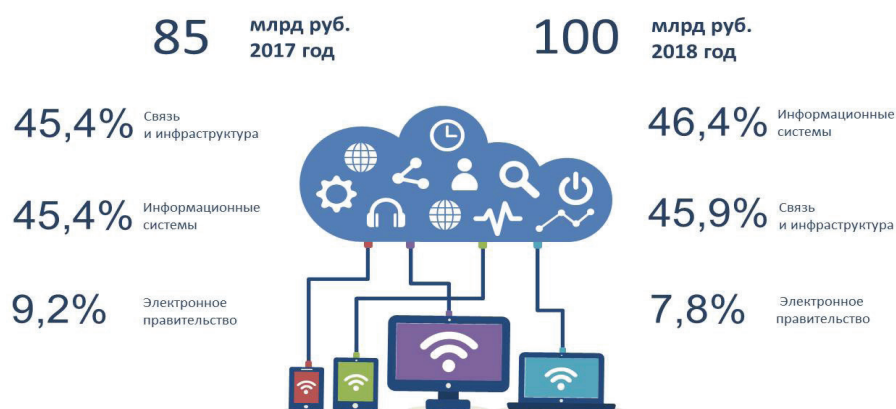 85
млрд руб.
2017 год
100
млрд руб.
2018 год
45,4%
Связь
и инфраструктура
45,4%
Информационные
системы
9,2%
Электронное
правительство
46,4%
Информационные
системы
45,9%
Связь
и инфраструктура
7,8%
Электронное
правительство